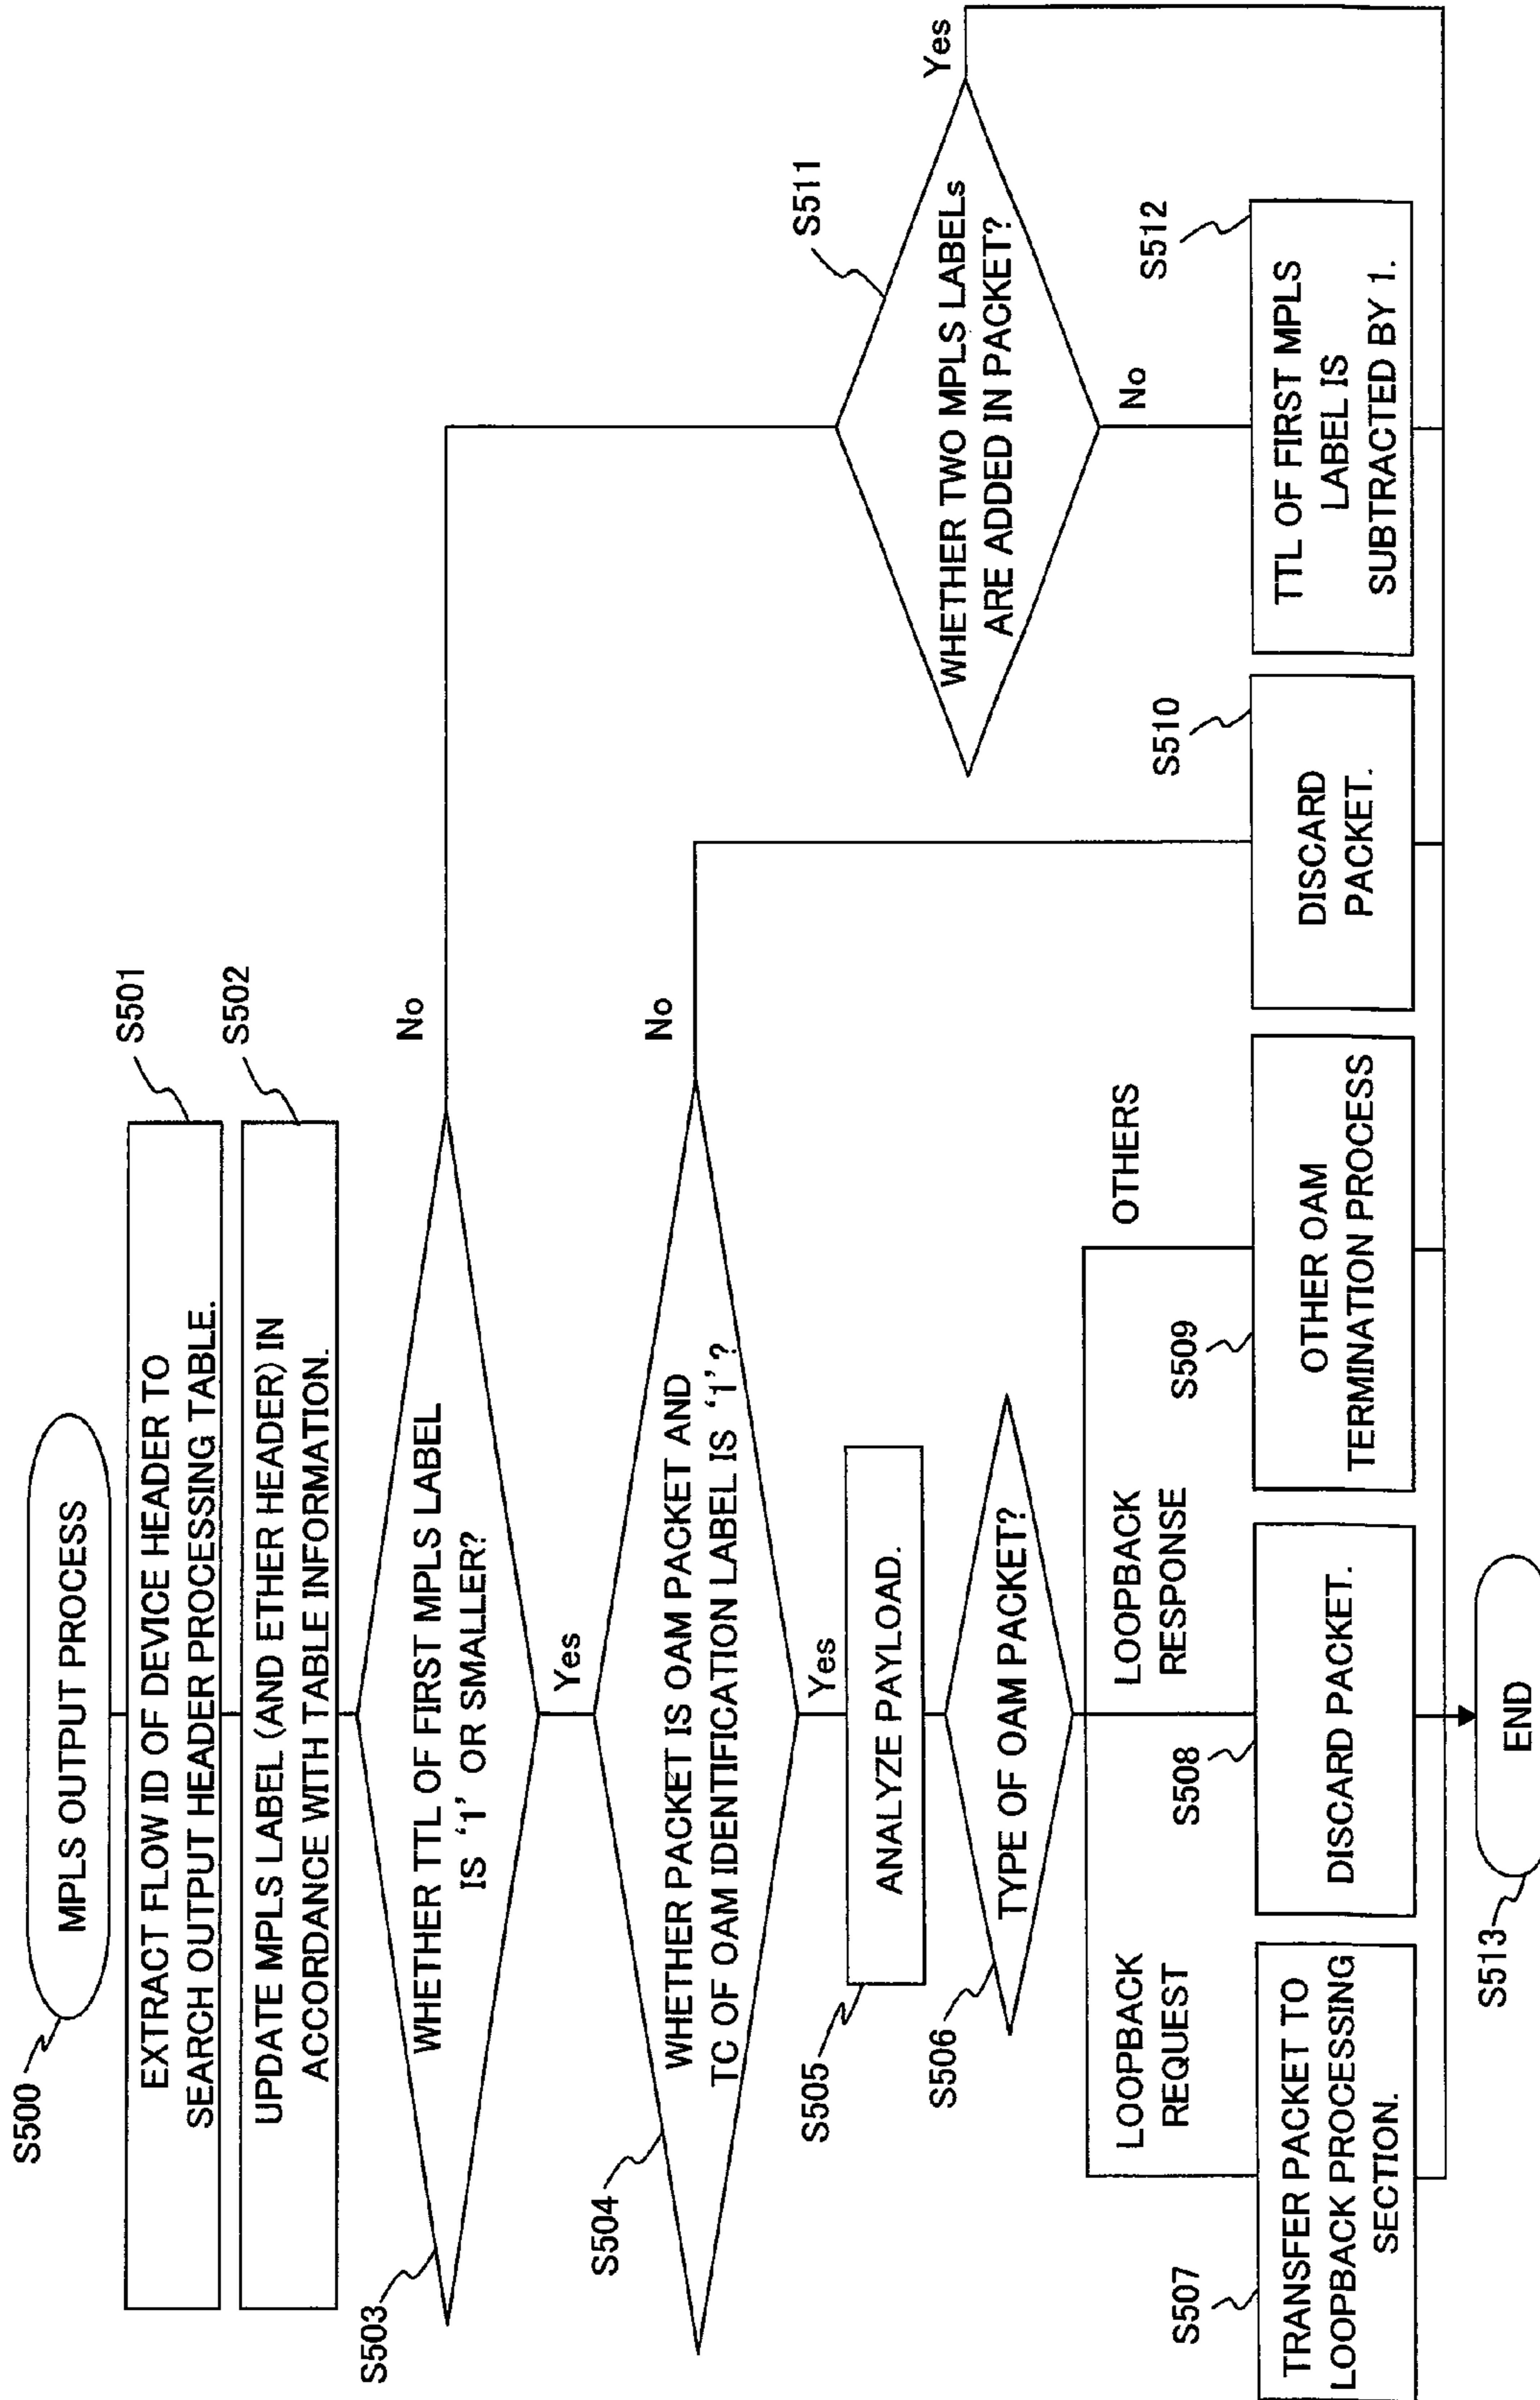 S500
MPLS OUTPUT PROCESS
S501
EXTRACT FLOW ID OF DEVICE HEADER TO
SEARCH OUTPUT HEADER PROCESSING TABLE.
S502
UPDATE MPLS LABEL (AND ETHER HEADER) IN
ACCORDANCE WITH TABLE INFORMATION.
S503
WHETHER TTL OF FIRST MPLS LABEL
IS ‘1’ OR SMALLER?
No
Yes
S504
WHETHER PACKET IS OAM PACKET AND
TC OF OAM IDENTIFICATION LABEL IS ‘1’?
No
Yes
S505
ANALYZE PAYLOAD.
S506
TYPE OF OAM PACKET?
LOOPBACK
REQUEST
LOOPBACK
RESPONSE
OTHERS
S507
TRANSFER PACKET TO
LOOPBACK PROCESSING
SECTION.
S508
DISCARD PACKET.
S509
OTHER OAM
TERMINATION PROCESS
S510
DISCARD
PACKET.
S511
WHETHER TWO MPLS LABELs
ARE ADDED IN PACKET?
Yes
No
S512
TTL OF FIRST MPLS
LABEL IS
SUBTRACTED BY 1.
S513
END